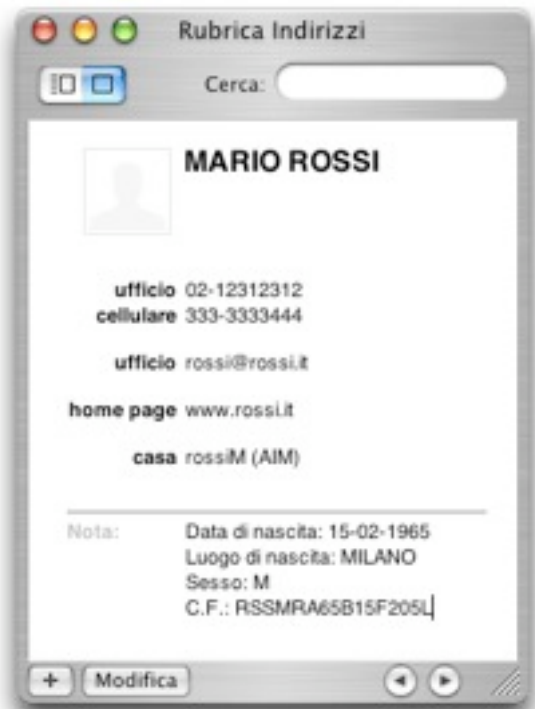 Rubrica Indirizzi
Cerca:
MARIO ROSSI
ufficio 02-12312312
cellulare 333-3333444
ufficio rossi@rossi.it
home page www.rossi.it
casa rossiM (AIM)
Nota: Data di nascita: 15-02-1965
Luogo di nascita: MILANO
Sesso: M
C.F.: RSSMRA65B15F205L
+ Modifica